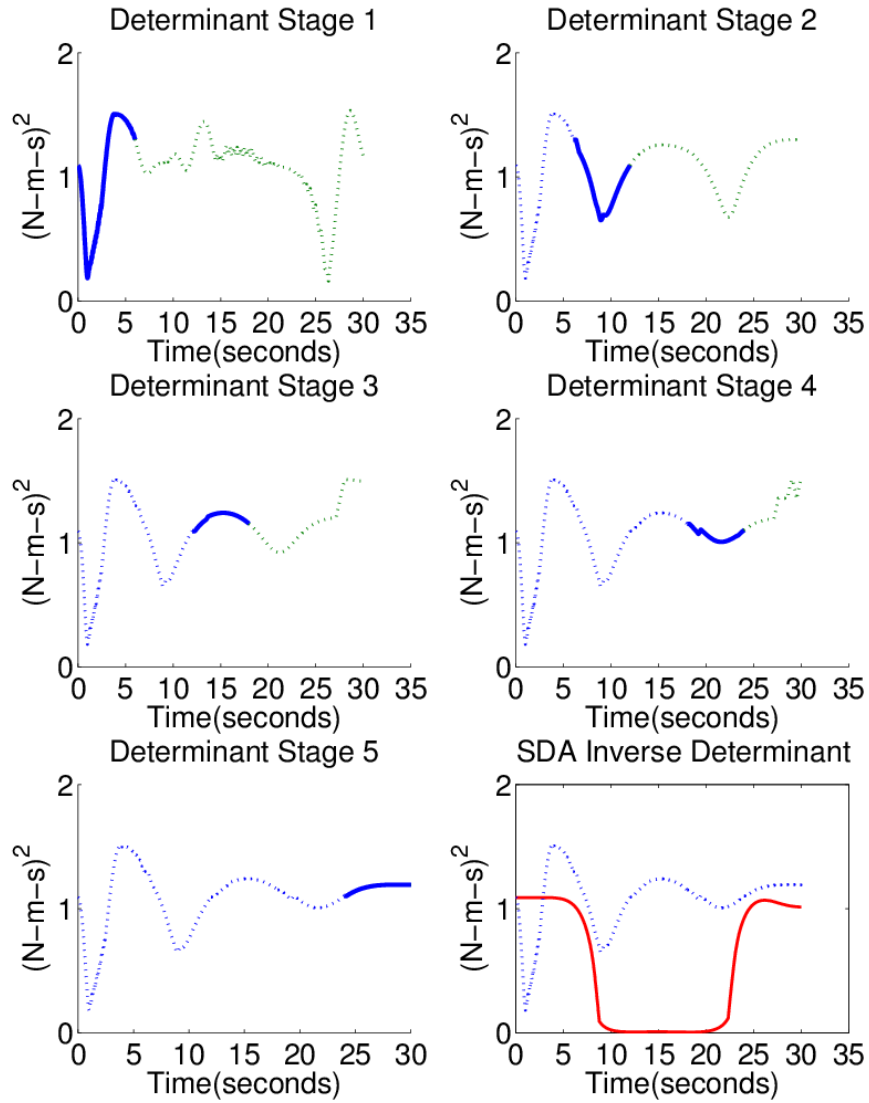 Determinant Stage 1
2
1
0
(N−m−s)²
0 5 10 15 20 25 30 35
Time(seconds)
Determinant Stage 2
2
1
0
(N−m−s)²
0 5 10 15 20 25 30 35
Time(seconds)
Determinant Stage 3
2
1
0
(N−m−s)²
0 5 10 15 20 25 30 35
Time(seconds)
Determinant Stage 4
2
1
0
(N−m−s)²
0 5 10 15 20 25 30 35
Time(seconds)
Determinant Stage 5
2
1
0
(N−m−s)²
0 5 10 15 20 25 30
Time(seconds)
SDA Inverse Determinant
2
1
0
(N−m−s)²
0 5 10 15 20 25 30 35
Time(seconds)